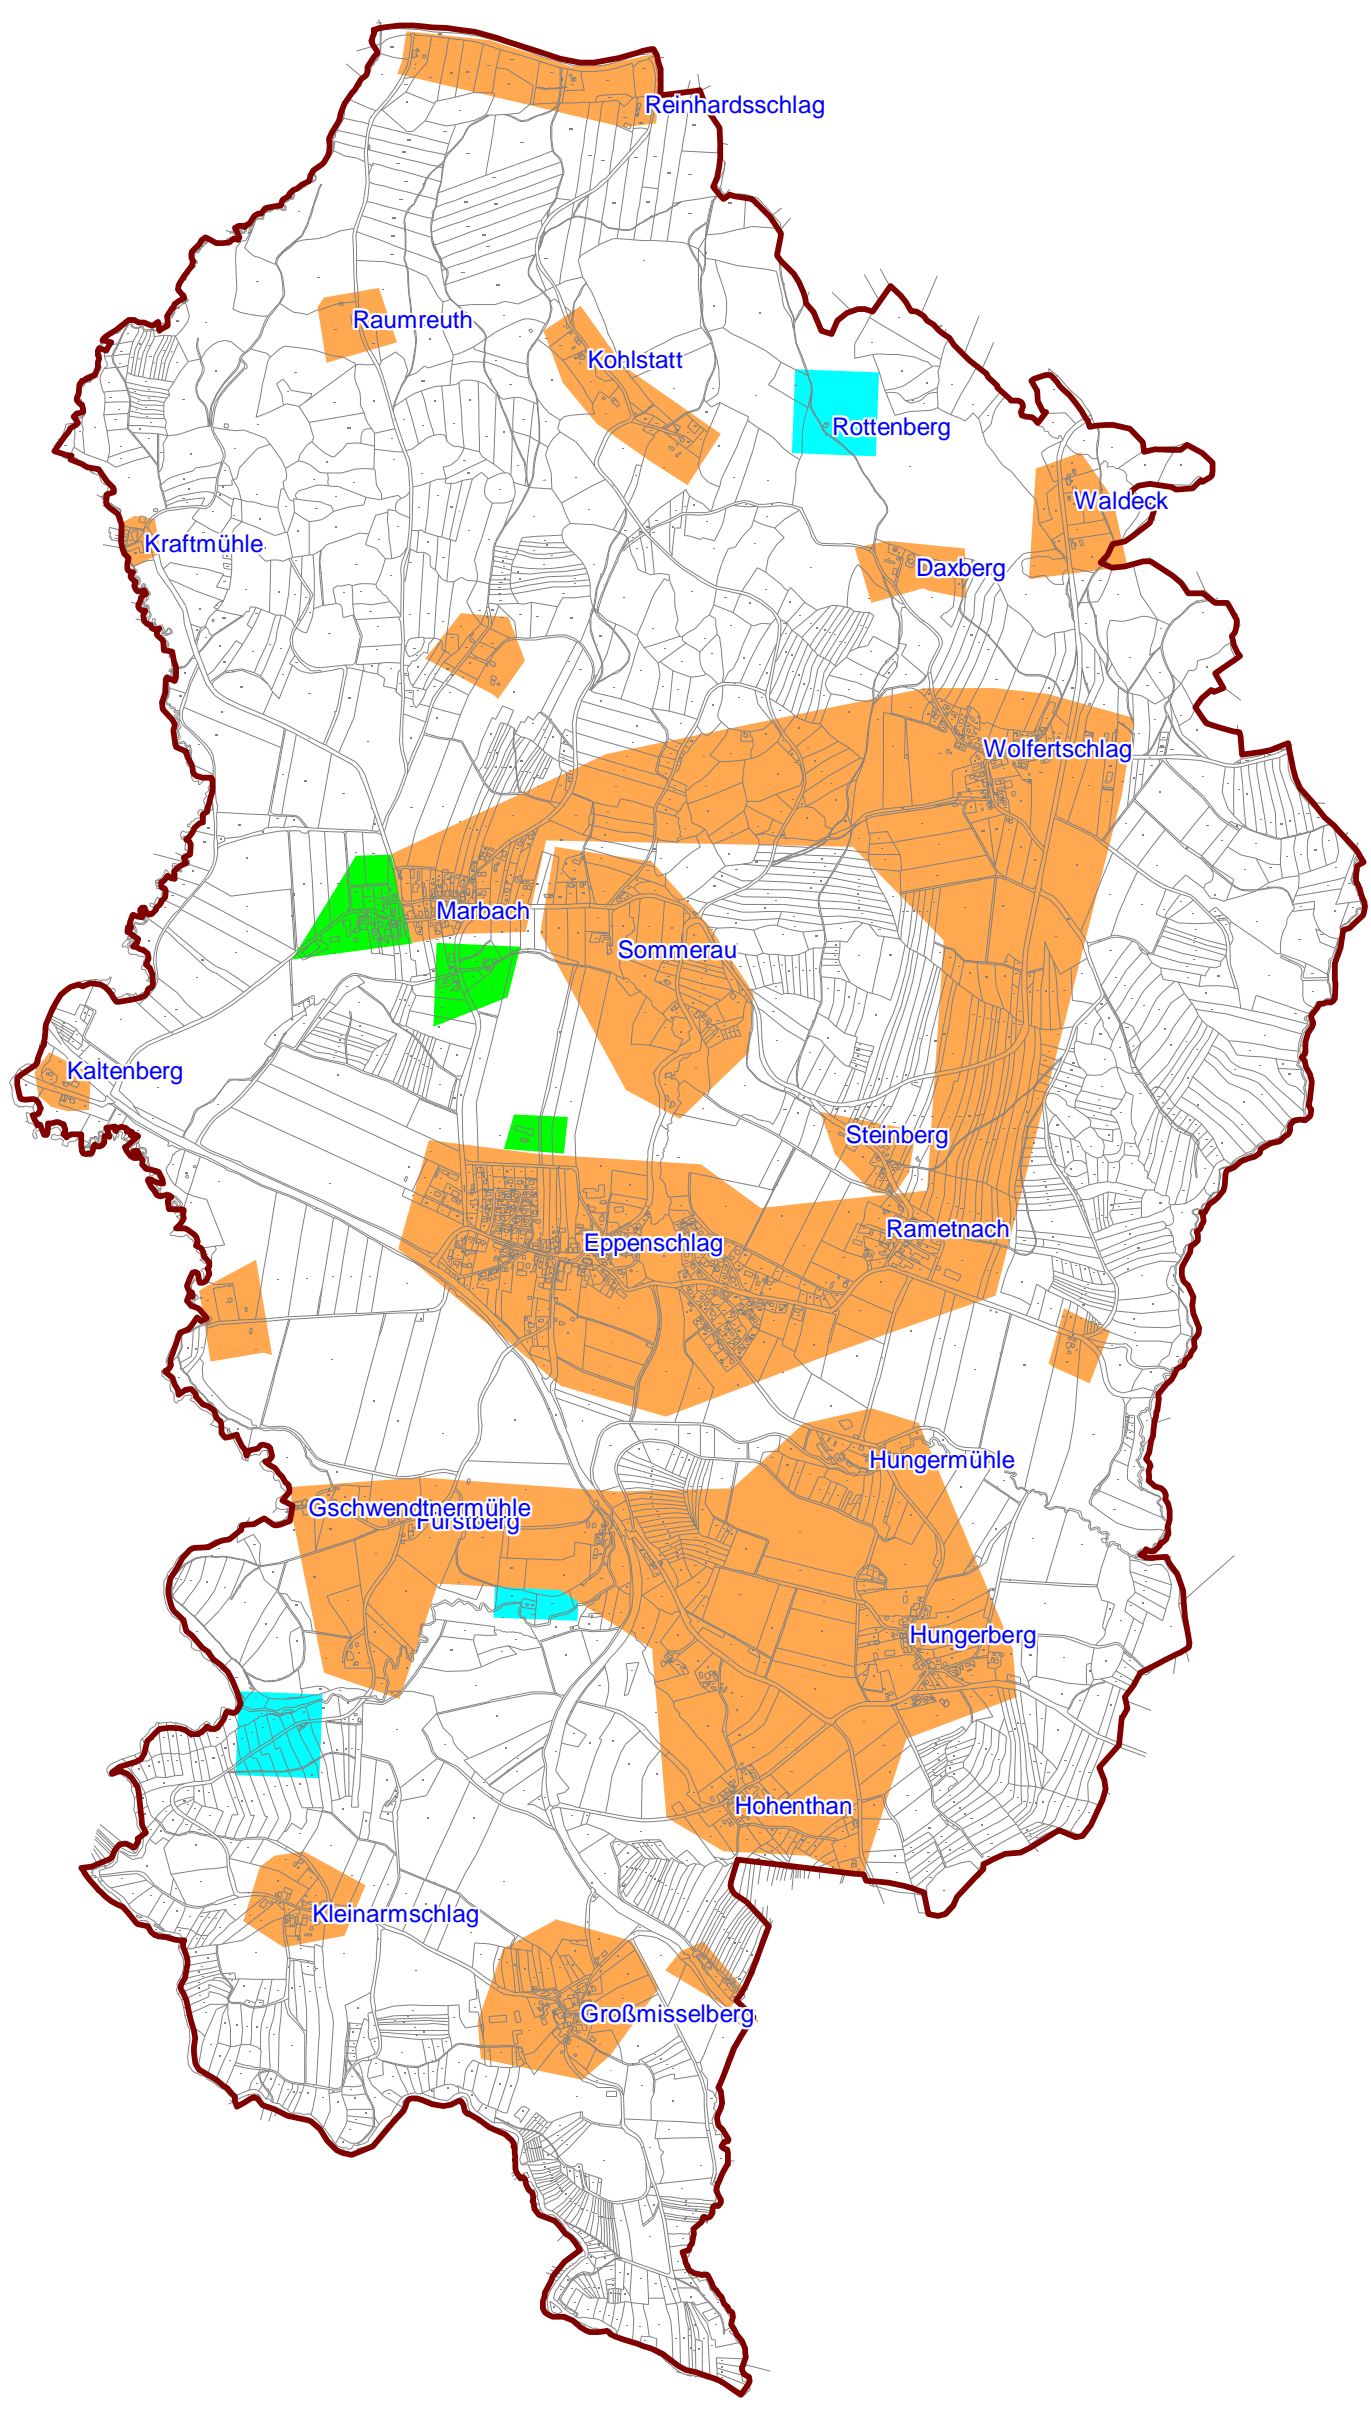 Reinhardsschlag
Raumreuth
Kohlstatt
Rottenberg
Waldeck
Kraftmühle
Daxberg
Wolfertschlag
Marbach
Sommerau
Kaltenberg
Steinberg
Rametnach
Eppenschlag
Hungermühle
Gschwendtnermühle
Fürstberg
Hungerberg
Hohenthan
Kleinarmschlag
Großmisselberg